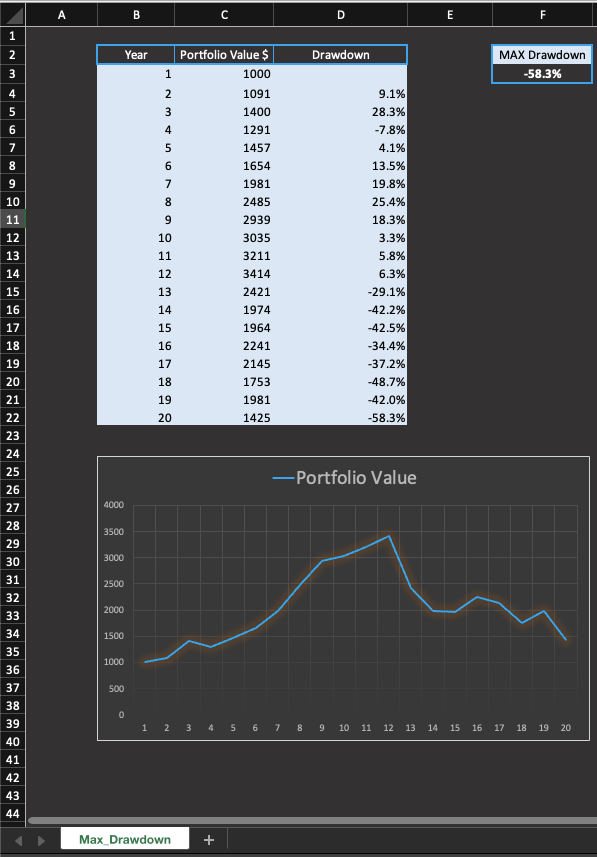 A B C D E F
1
2 Year Portfolio Value $ Drawdown MAX Drawdown
3 1 1000 -58.3%
4 2 1091 9.1%
5 3 1400 28.3%
6 4 1291 -7.8%
7 5 1457 4.1%
8 6 1654 13.5%
9 7 1981 19.8%
10 8 2485 25.4%
11 9 2939 18.3%
12 10 3035 3.3%
13 11 3211 5.8%
14 12 3414 6.3%
15 13 2421 -29.1%
16 14 1974 -42.2%
17 15 1964 -42.5%
18 16 2241 -34.4%
19 17 2145 -37.2%
20 18 1753 -48.7%
21 19 1981 -42.0%
22 20 1425 -58.3%
23
24
25 Portfolio Value
26
27 4000
28 3500
29
30 3000
31 2500
32
33 2000
34 1500
35
36 1000
37 500
38
39 0
1 2 3 4 5 6 7 8 9 10 11 12 13 14 15 16 17 18 19 20
40
41
42
43
44
Max_Drawdown +